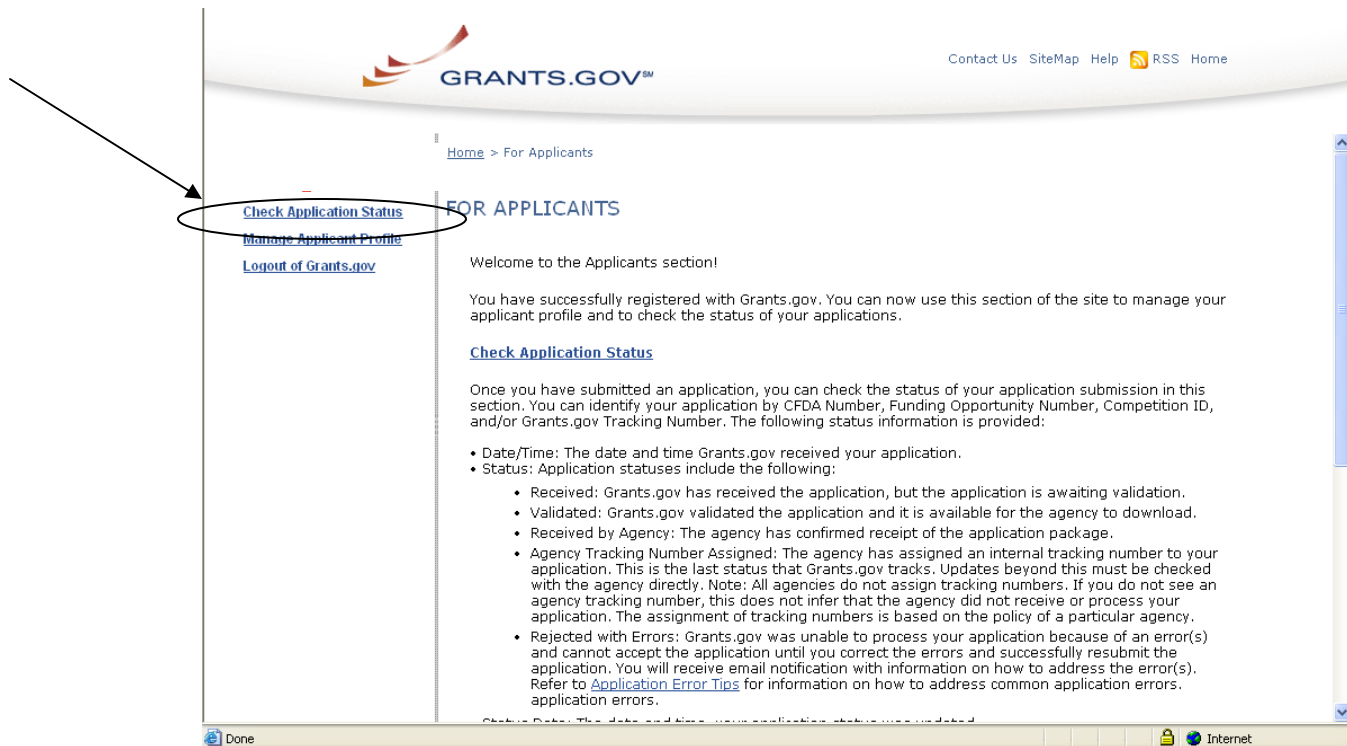 GRANTS.GOV℠
Contact Us SiteMap Help RSS Home
Home > For Applicants
Check Application Status
Manage Applicant Profile
Logout of Grants.gov
FOR APPLICANTS
Welcome to the Applicants section!
You have successfully registered with Grants.gov. You can now use this section of the site to manage your
applicant profile and to check the status of your applications.
Check Application Status
Once you have submitted an application, you can check the status of your application submission in this
section. You can identify your application by CFDA Number, Funding Opportunity Number, Competition ID,
and/or Grants.gov Tracking Number. The following status information is provided:
• Date/Time: The date and time Grants.gov received your application.
• Status: Application statuses include the following:
• Received: Grants.gov has received the application, but the application is awaiting validation.
• Validated: Grants.gov validated the application and it is available for the agency to download.
• Received by Agency: The agency has confirmed receipt of the application package.
• Agency Tracking Number Assigned: The agency has assigned an internal tracking number to your
application. This is the last status that Grants.gov tracks. Updates beyond this must be checked
with the agency directly. Note: All agencies do not assign tracking numbers. If you do not see an
agency tracking number, this does not infer that the agency did not receive or process your
application. The assignment of tracking numbers is based on the policy of a particular agency.
• Rejected with Errors: Grants.gov was unable to process your application because of an error(s)
and cannot accept the application until you correct the errors and successfully resubmit the
application. You will receive email notification with information on how to address the error(s).
Refer to Application Error Tips for information on how to address common application errors.
application errors.
Status Date: The date and time, your application status was updated
Done
Internet